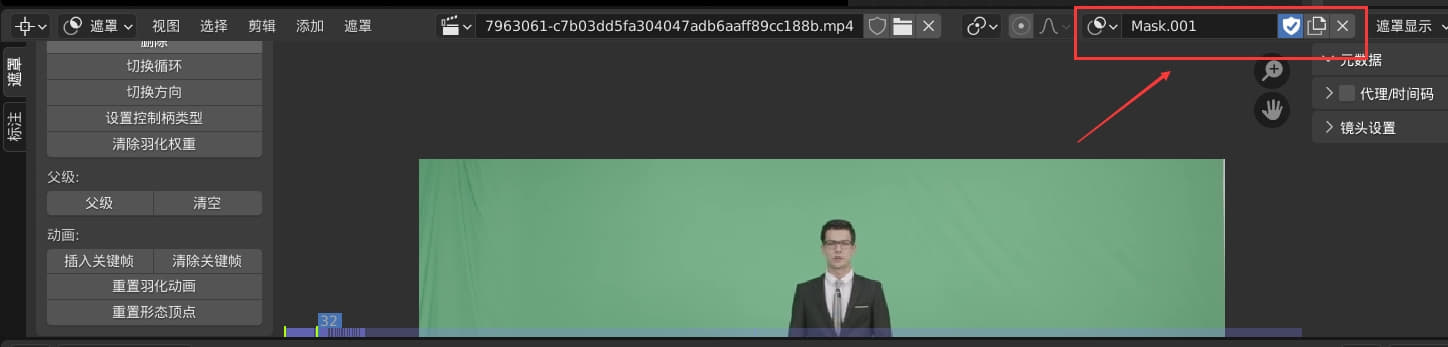 遮罩 视图 选择 剪辑 添加 遮罩 7963061-c7b03dd5fa304047adb6aaff89cc188b.mp4 Mask.001 遮罩显示
删除
切换循环
切换方向
设置控制柄类型
清除羽化权重
父级:
父级 清空
动画:
插入关键帧 清除关键帧
重置羽化动画
重置形态顶点
遮罩
标注
元数据
代理/时间码
镜头设置
32